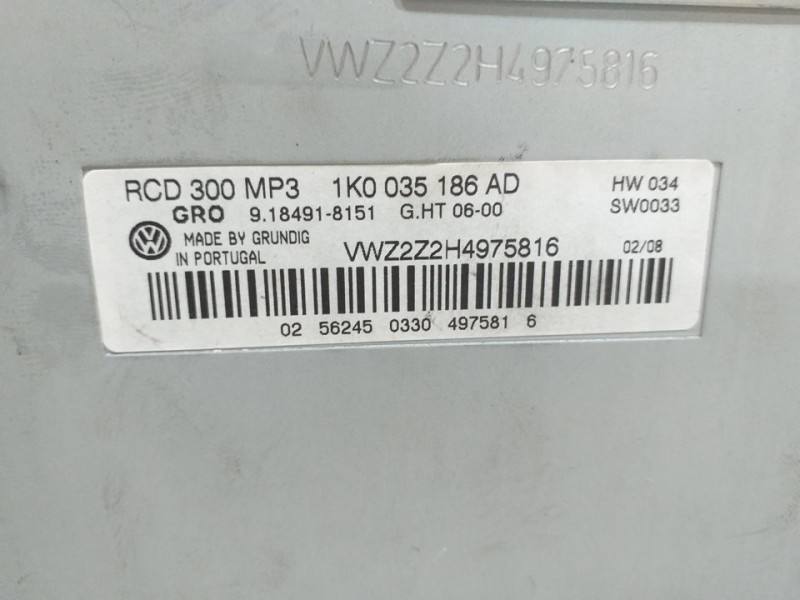 VWZ2Z2H4975816
RCD 300 MP3 1K0 035 186 AD HW 034
GRO 9.18491-8151 G.HT 06-00 SW0033
MADE BY GRUNDIG
IN PORTUGAL VWZ2Z2H4975816 02/08
02 56245 0330 497581 6